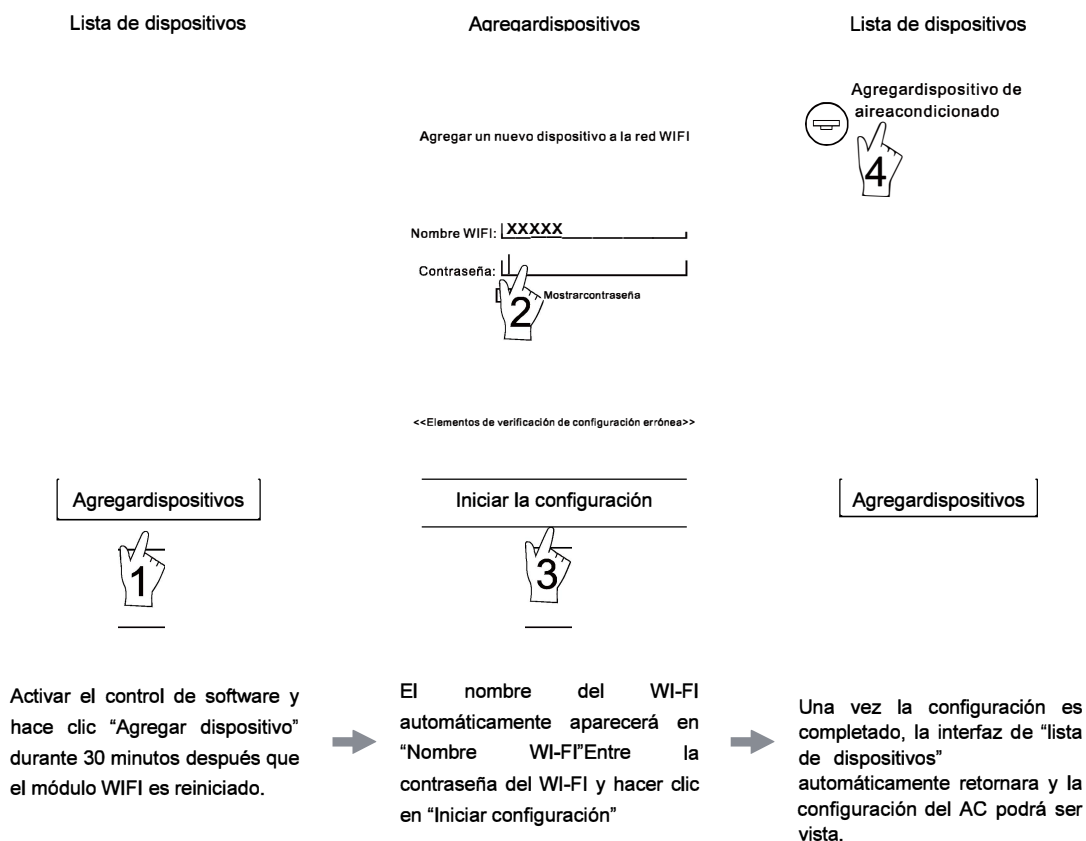 Lista de dispositivos
Agregardispositivos
Agregar un nuevo dispositivo a la red WIFI
Nombre WIFI: XXXXX
Contraseña:
Mostrarcontraseña
2
<<Elementos de verificación de configuración errónea>>
Lista de dispositivos
Agregardispositivo de
aireacondicionado
4
Agregardispositivos
1
Iniciar la configuración
3
Agregardispositivos
Activar el control de software y
hace clic “Agregar dispositivo”
durante 30 minutos después que
el módulo WIFI es reiniciado.
El nombre del WI-FI
automáticamente aparecerá en
“Nombre WI-FI”Entre la
contraseña del WI-FI y hacer clic
en “Iniciar configuración”
Una vez la configuración es
completado, la interfaz de “lista
de dispositivos”
automáticamente retornara y la
configuración del AC podrá ser
vista.